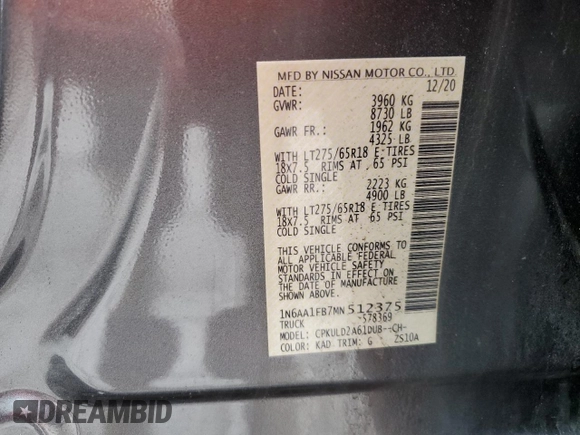 MFD BY NISSAN MOTOR CO., LTD
DATE: 12/20
GVWR: 3960 KG
8730 LB
GAWR FR.: 1962 KG
4325 LB
WITH LT275/65R18 E TIRES
18x7.5 RIMS AT 65 PSI
COLD SINGLE
GAWR RR.: 2223 KG
4900 LB
WITH LT275/65R18 E TIRES
18x7.5 RIMS AT 65 PSI
COLD SINGLE
THIS VEHICLE CONFORMS TO
ALL APPLICABLE FEDERAL
MOTOR VEHICLE SAFETY
STANDARDS IN EFFECT ON
THE DATE OF MANUFACTURE
1N6AA1FB7MN512375
TRUCK -578369
MODEL: CPKULD2A61DUB--CH-
COLOR: KAD TRIM: G ZS10A
DREAMBID